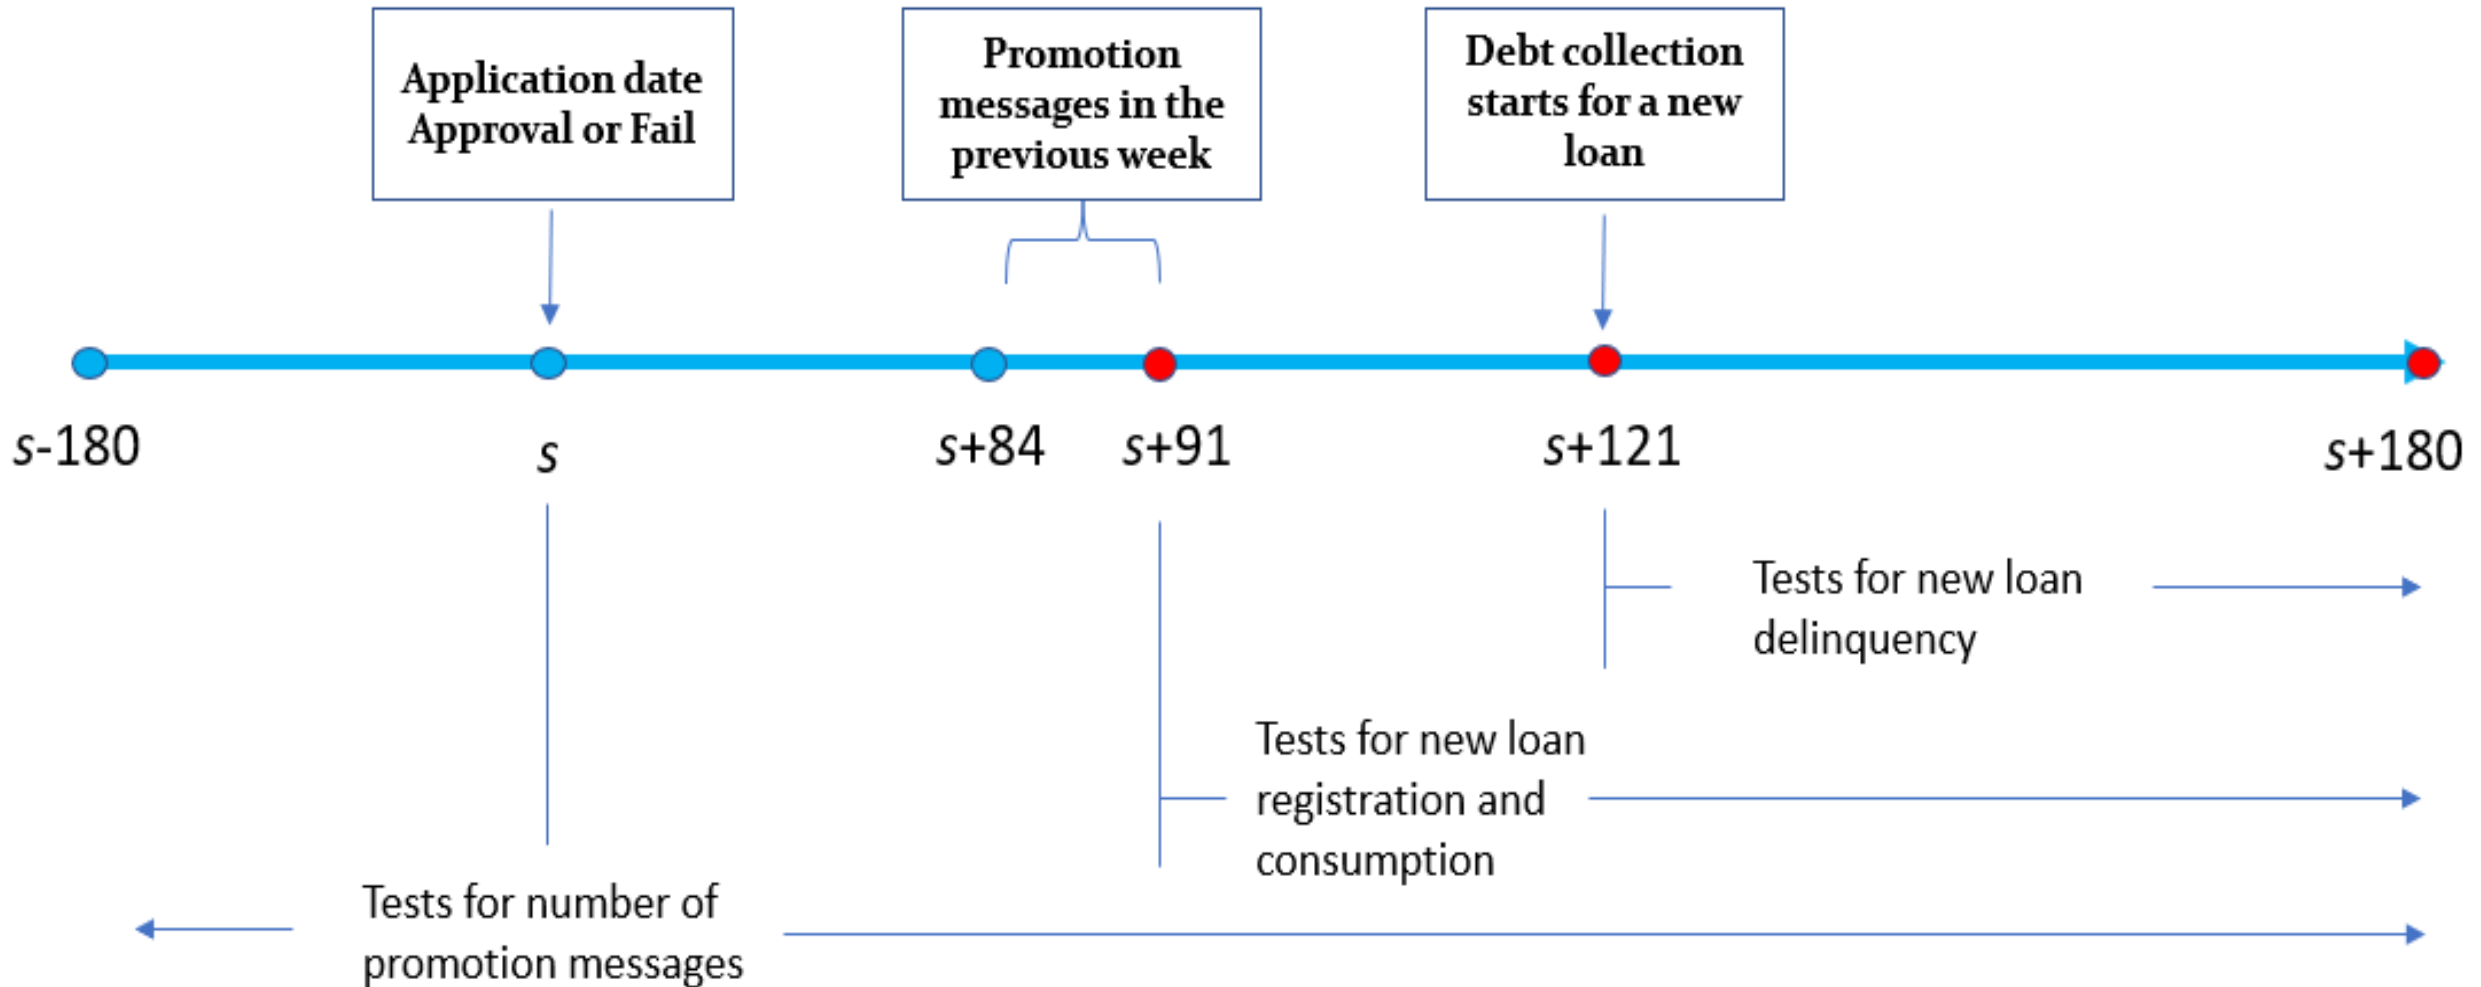 Application date
Approval or Fail
Promotion
messages in the
previous week
Debt collection
starts for a new
loan
s-180
s
s+84
s+91
s+121
s+180
Tests for new loan
delinquency
Tests for new loan
registration and
consumption
Tests for number of
promotion messages